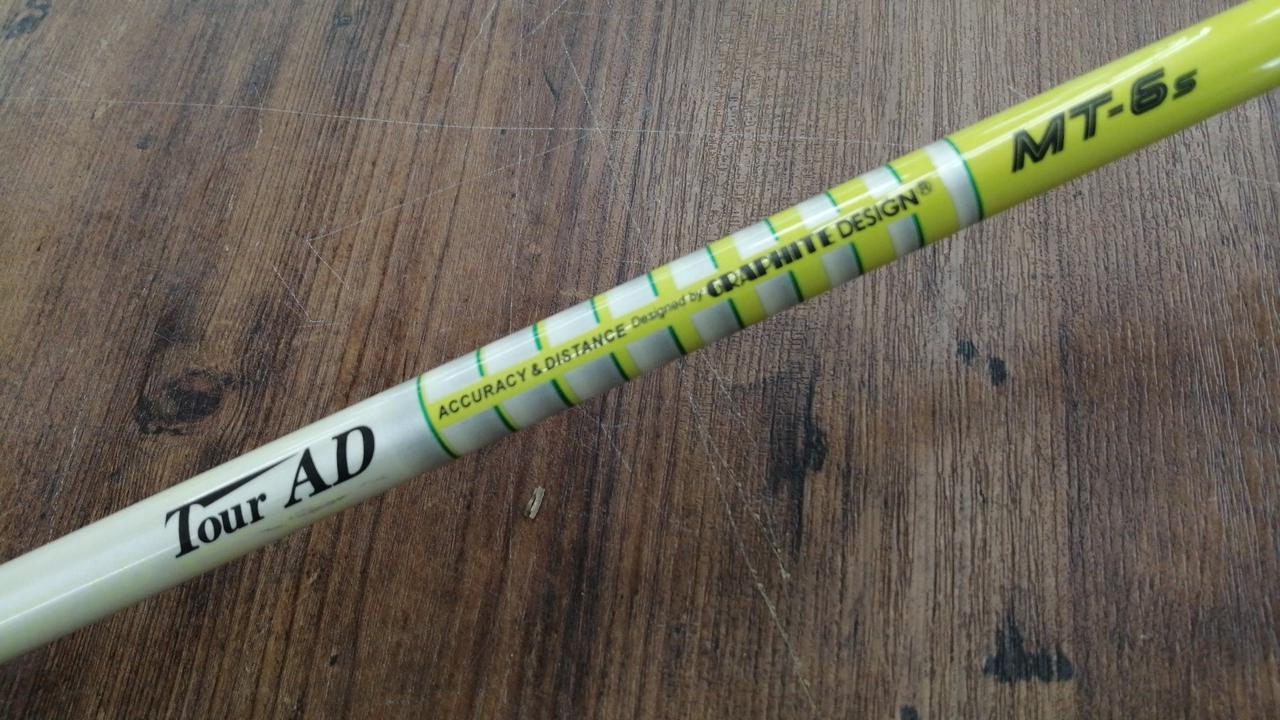 Tour AD
ACCURACY & DISTANCE Designed by GRAPHITE DESIGN®
MT-6s